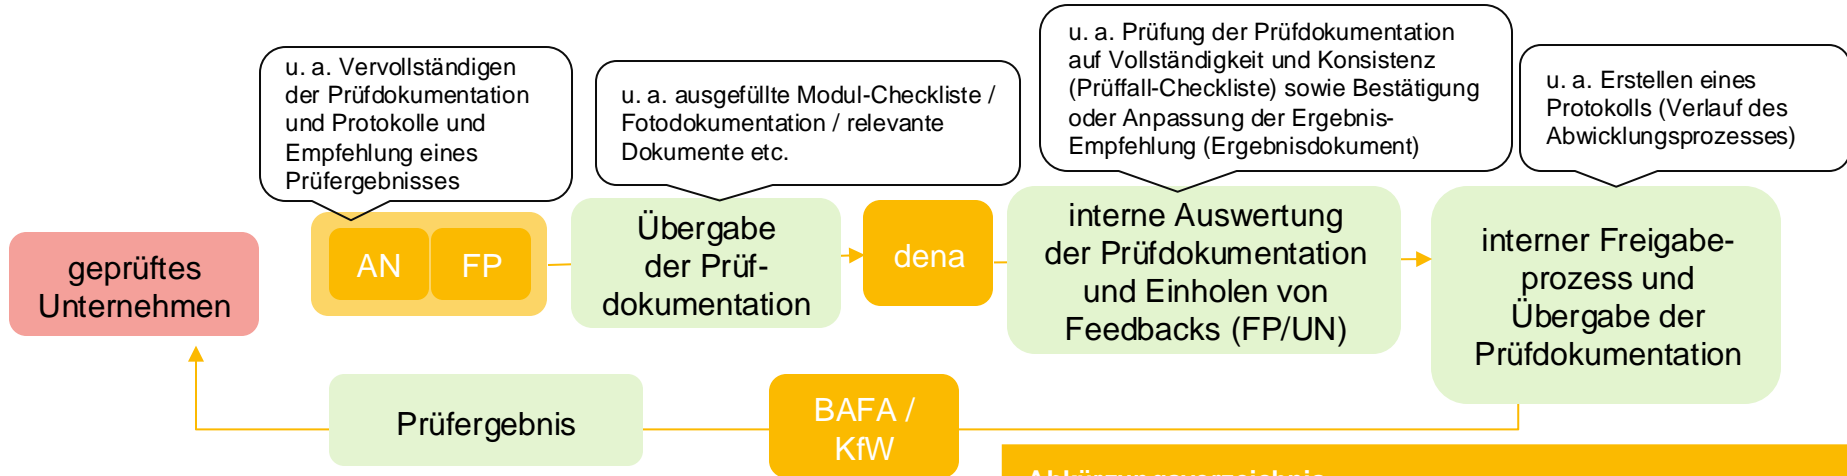 u. a. Vervollständigen
der Prüfdokumentation
und Protokolle und
Empfehlung eines
Prüfergebnisses
u. a. ausgefüllte Modul-Checkliste /
Fotodokumentation / relevante
Dokumente etc.
u. a. Prüfung der Prüfdokumentation
auf Vollständigkeit und Konsistenz
(Prüffall-Checkliste) sowie Bestätigung
oder Anpassung der Ergebnis-
Empfehlung (Ergebnisdokument)
u. a. Erstellen eines
Protokolls (Verlauf des
Abwicklungsprozesses)
geprüftes
Unternehmen
AN
FP
Übergabe
der Prüf-
dokumentation
dena
interne Auswertung
der Prüfdokumentation
und Einholen von
Feedbacks (FP/UN)
interner Freigabe-
prozess und
Übergabe der
Prüfdokumentation
Prüfergebnis
BAFA /
KfW
Abkürzungsverzeichnis